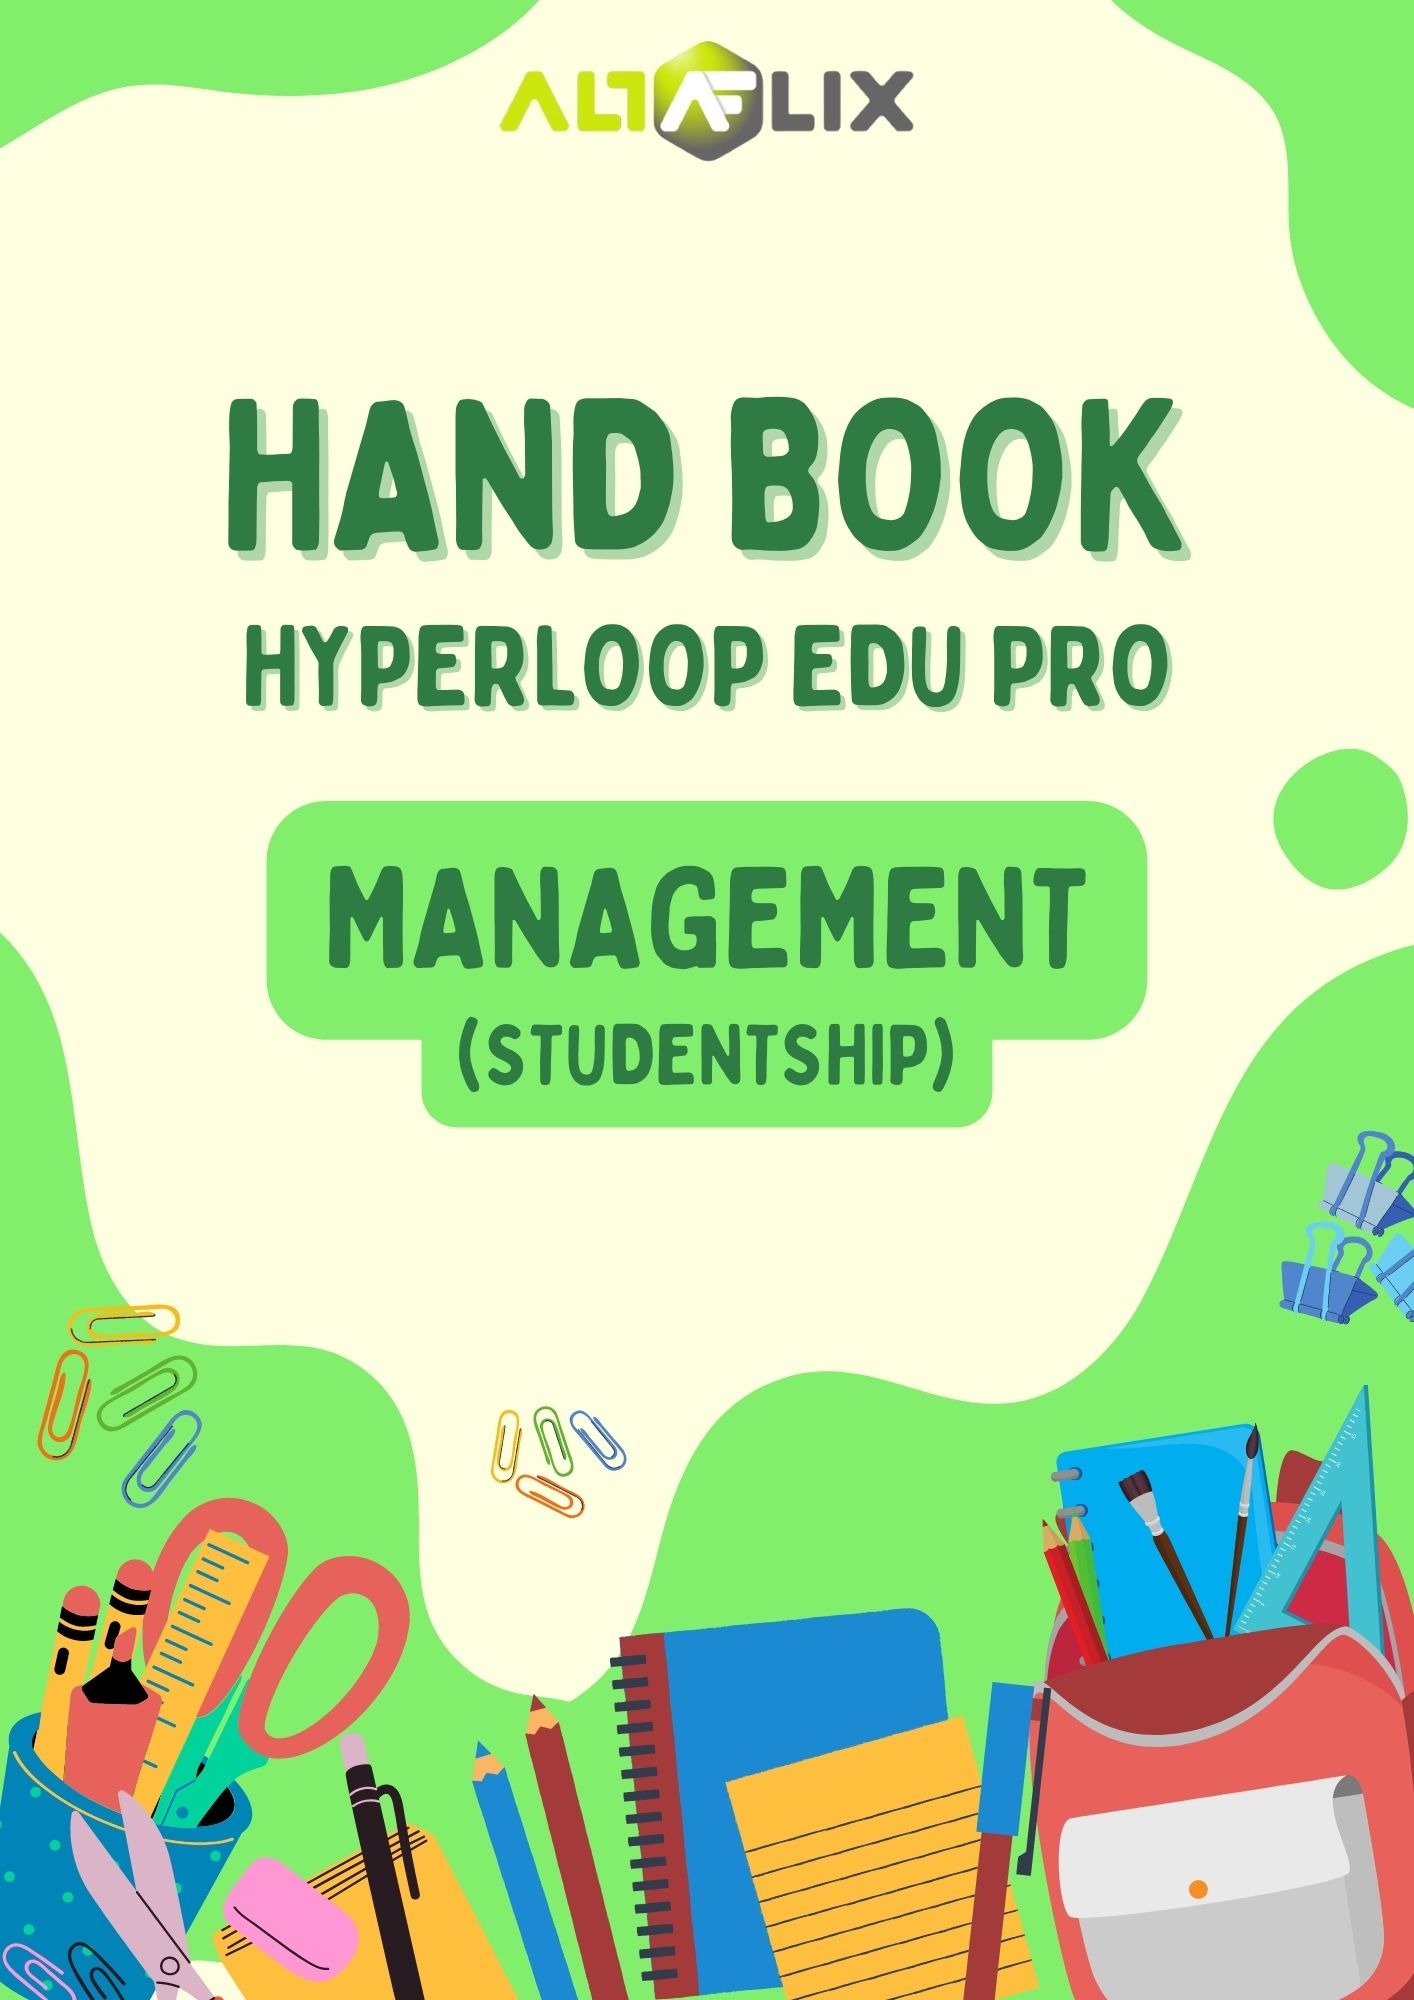 ALTAFLIX
HAND BOOK
HYPERLOOP EDU PRO
MANAGEMENT
(STUDENTSHIP)